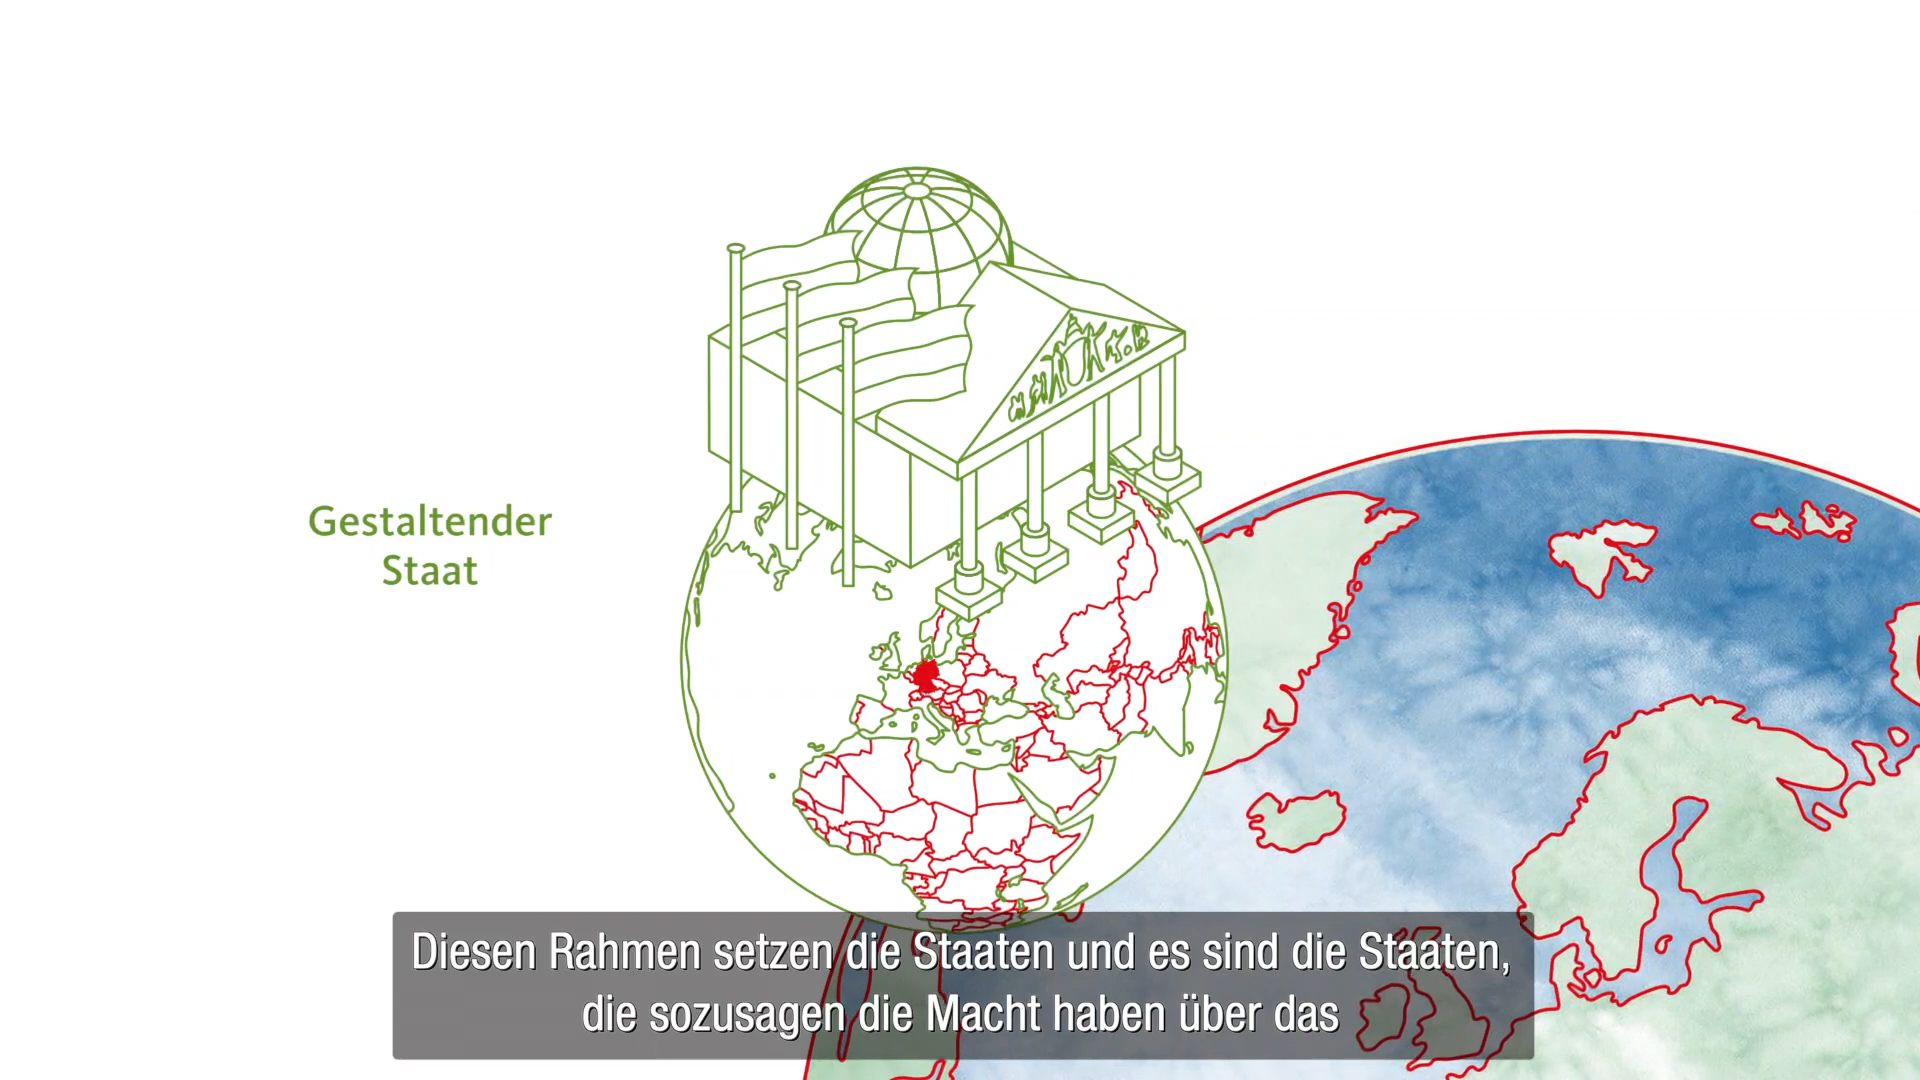 Gestaltender
Staat
Diesen Rahmen setzen die Staaten und es sind die Staaten,
die sozusagen die Macht haben über das